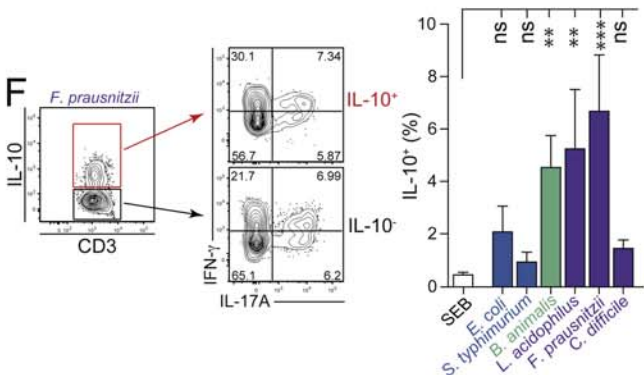 F
F. prausnitzii
IL-10
CD3
30.1 7.34
56.7 5.87
IL-10⁺
21.7 6.99
65.1 6.2
IL-10⁻
IFN-γ
IL-17A
ns ns ** ** *** ns
IL-10⁺ (%)
10
8
6
4
2
0
SEB
E. coli
S. typhimurium
B. animalis
L. acidophilus
F. prausnitzii
C. difficile